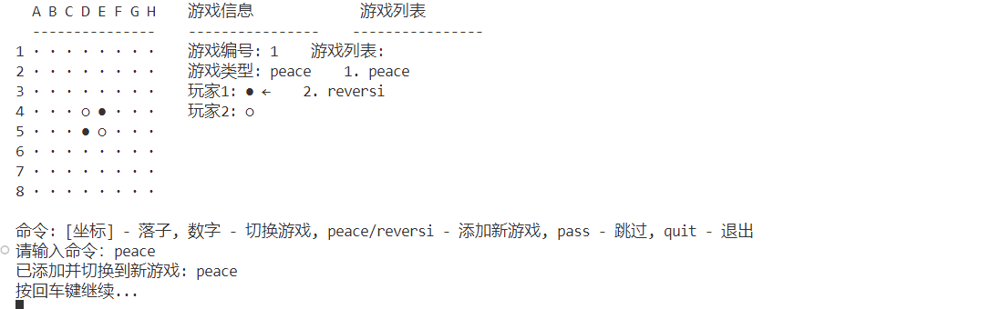 A B C D E F G H 游戏信息 游戏列表
--------------- ---------------- ----------------
1 · · · · · · · · 游戏编号: 1 游戏列表:
2 · · · · · · · · 游戏类型: peace 1. peace
3 · · · · · · · · 玩家1: ● ← 2. reversi
4 · · · ○ ● · · · 玩家2: ○
5 · · · ● ○ · · ·
6 · · · · · · · ·
7 · · · · · · · ·
8 · · · · · · · ·
命令: [坐标] - 落子, 数字 - 切换游戏, peace/reversi - 添加新游戏, pass - 跳过, quit - 退出
请输入命令: peace
已添加并切换到新游戏: peace
按回车键继续...